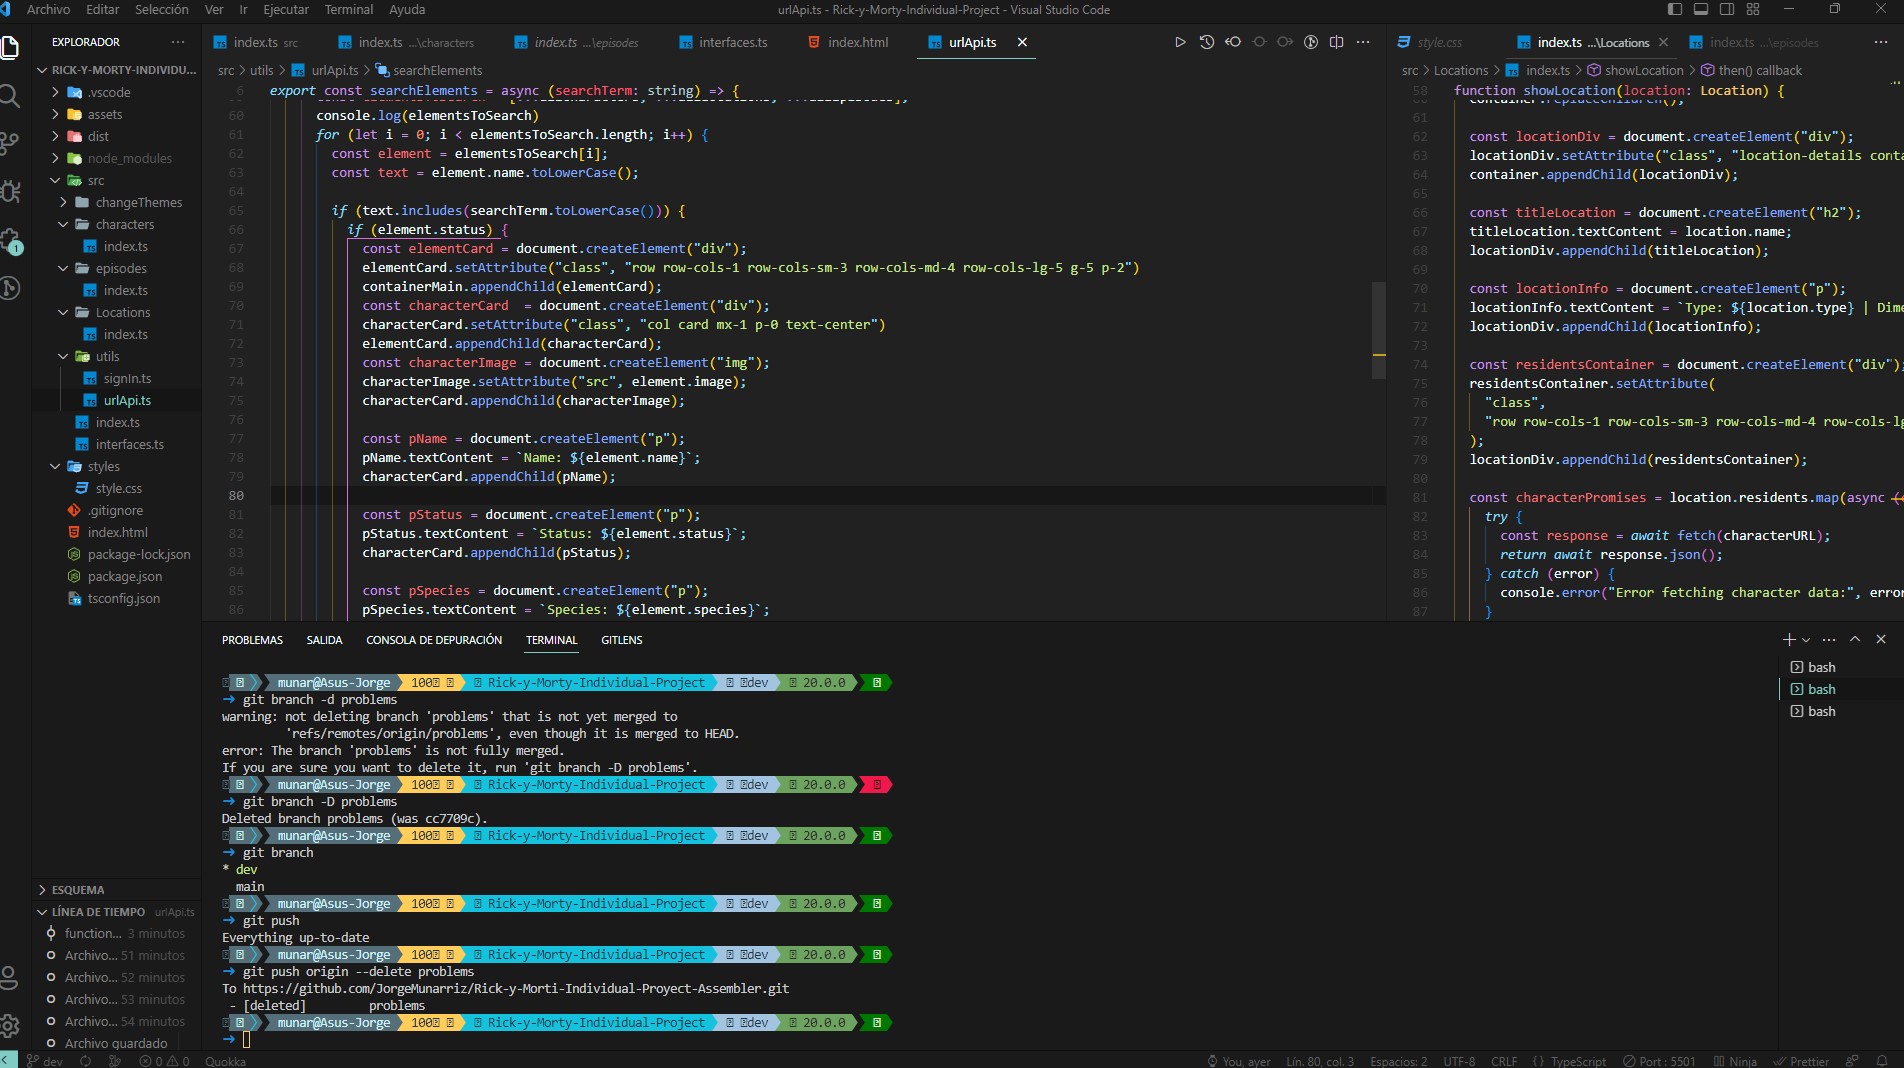 Archivo Editar Selección Ver Ir Ejecutar Terminal Ayuda
urlApi.ts - Rick-y-Morty-Individual-Project - Visual Studio Code
EXPLORADOR
RICK-Y-MORTY-INDIVIDU...
.vscode
assets
dist
node_modules
src
changeThemes
characters
index.ts
episodes
index.ts
Locations
index.ts
utils
signIn.ts
urlApi.ts
index.ts
interfaces.ts
styles
style.css
.gitignore
index.html
package-lock.json
package.json
tsconfig.json
ESQUEMA
LÍNEA DE TIEMPO urlApi.ts
function... 3 minutos
Archivo... 51 minutos
Archivo... 52 minutos
Archivo... 53 minutos
Archivo... 54 minutos
Archivo guardado
index.ts src
index.ts ...\characters
index.ts ...\episodes
interfaces.ts
index.html
urlApi.ts
src > utils > urlApi.ts > searchElements
6 export const searchElements = async (searchTerm: string) => {
60 console.log(elementsToSearch)
61 for (let i = 0; i < elementsToSearch.length; i++) {
62 const element = elementsToSearch[i];
63 const text = element.name.toLowerCase();
64
65 if (text.includes(searchTerm.toLowerCase())) {
66 if (element.status) {
67 const elementCard = document.createElement("div");
68 elementCard.setAttribute("class", "row row-cols-1 row-cols-sm-3 row-cols-md-4 row-cols-lg-5 g-5 p-2")
69 containerMain.appendChild(elementCard);
70 const characterCard  = document.createElement("div");
71 characterCard.setAttribute("class", "col card mx-1 p-0 text-center")
72 elementCard.appendChild(characterCard);
73 const characterImage = document.createElement("img");
74 characterImage.setAttribute("src", element.image);
75 characterCard.appendChild(characterImage);
76
77 const pName = document.createElement("p");
78 pName.textContent = `Name: ${element.name}`;
79 characterCard.appendChild(pName);
80
81 const pStatus = document.createElement("p");
82 pStatus.textContent = `Status: ${element.status}`;
83 characterCard.appendChild(pStatus);
84
85 const pSpecies = document.createElement("p");
86 pSpecies.textContent = `Species: ${element.species}`;
style.css
index.ts ...\Locations
index.ts ...\episodes
src > Locations > index.ts > showLocation > then() callback
58 function showLocation(location: Location) {
container.replaceChildren();
61
62 const locationDiv = document.createElement("div");
63 locationDiv.setAttribute("class", "location-details conta
64 container.appendChild(locationDiv);
65
66 const titleLocation = document.createElement("h2");
67 titleLocation.textContent = location.name;
68 locationDiv.appendChild(titleLocation);
69
70 const locationInfo = document.createElement("p");
71 locationInfo.textContent = `Type: ${location.type} | Dime
72 locationDiv.appendChild(locationInfo);
73
74 const residentsContainer = document.createElement("div");
75 residentsContainer.setAttribute(
76 "class",
77 "row row-cols-1 row-cols-sm-3 row-cols-md-4 row-cols-lg
78 );
79 locationDiv.appendChild(residentsContainer);
80
81 const characterPromises = location.residents.map(async (
82 try {
83 const response = await fetch(characterURL);
84 return await response.json();
85 } catch (error) {
86 console.error("Error fetching character data:", error
87 }
PROBLEMAS SALIDA CONSOLA DE DEPURACIÓN TERMINAL GITLENS
munar@Asus-Jorge 100 Rick-y-Morty-Individual-Project dev 20.0.0
→ git branch -d problems
warning: not deleting branch 'problems' that is not yet merged to
'refs/remotes/origin/problems', even though it is merged to HEAD.
error: The branch 'problems' is not fully merged.
If you are sure you want to delete it, run 'git branch -D problems'.
munar@Asus-Jorge 100 Rick-y-Morty-Individual-Project dev 20.0.0
→ git branch -D problems
Deleted branch problems (was cc7709c).
munar@Asus-Jorge 100 Rick-y-Morty-Individual-Project dev 20.0.0
→ git branch
* dev
main
munar@Asus-Jorge 100 Rick-y-Morty-Individual-Project dev 20.0.0
→ git push
Everything up-to-date
munar@Asus-Jorge 100 Rick-y-Morty-Individual-Project dev 20.0.0
→ git push origin --delete problems
To https://github.com/JorgeMunarriz/Rick-y-Morti-Individual-Proyect-Assembler.git
- [deleted] problems
munar@Asus-Jorge 100 Rick-y-Morty-Individual-Project dev 20.0.0
→
bash
bash
bash
1
dev 0 0 Quokka
You, ayer Lín. 80, col. 3 Espacios: 2 UTF-8 CRLF {} TypeScript Port : 5501 Ninja Prettier